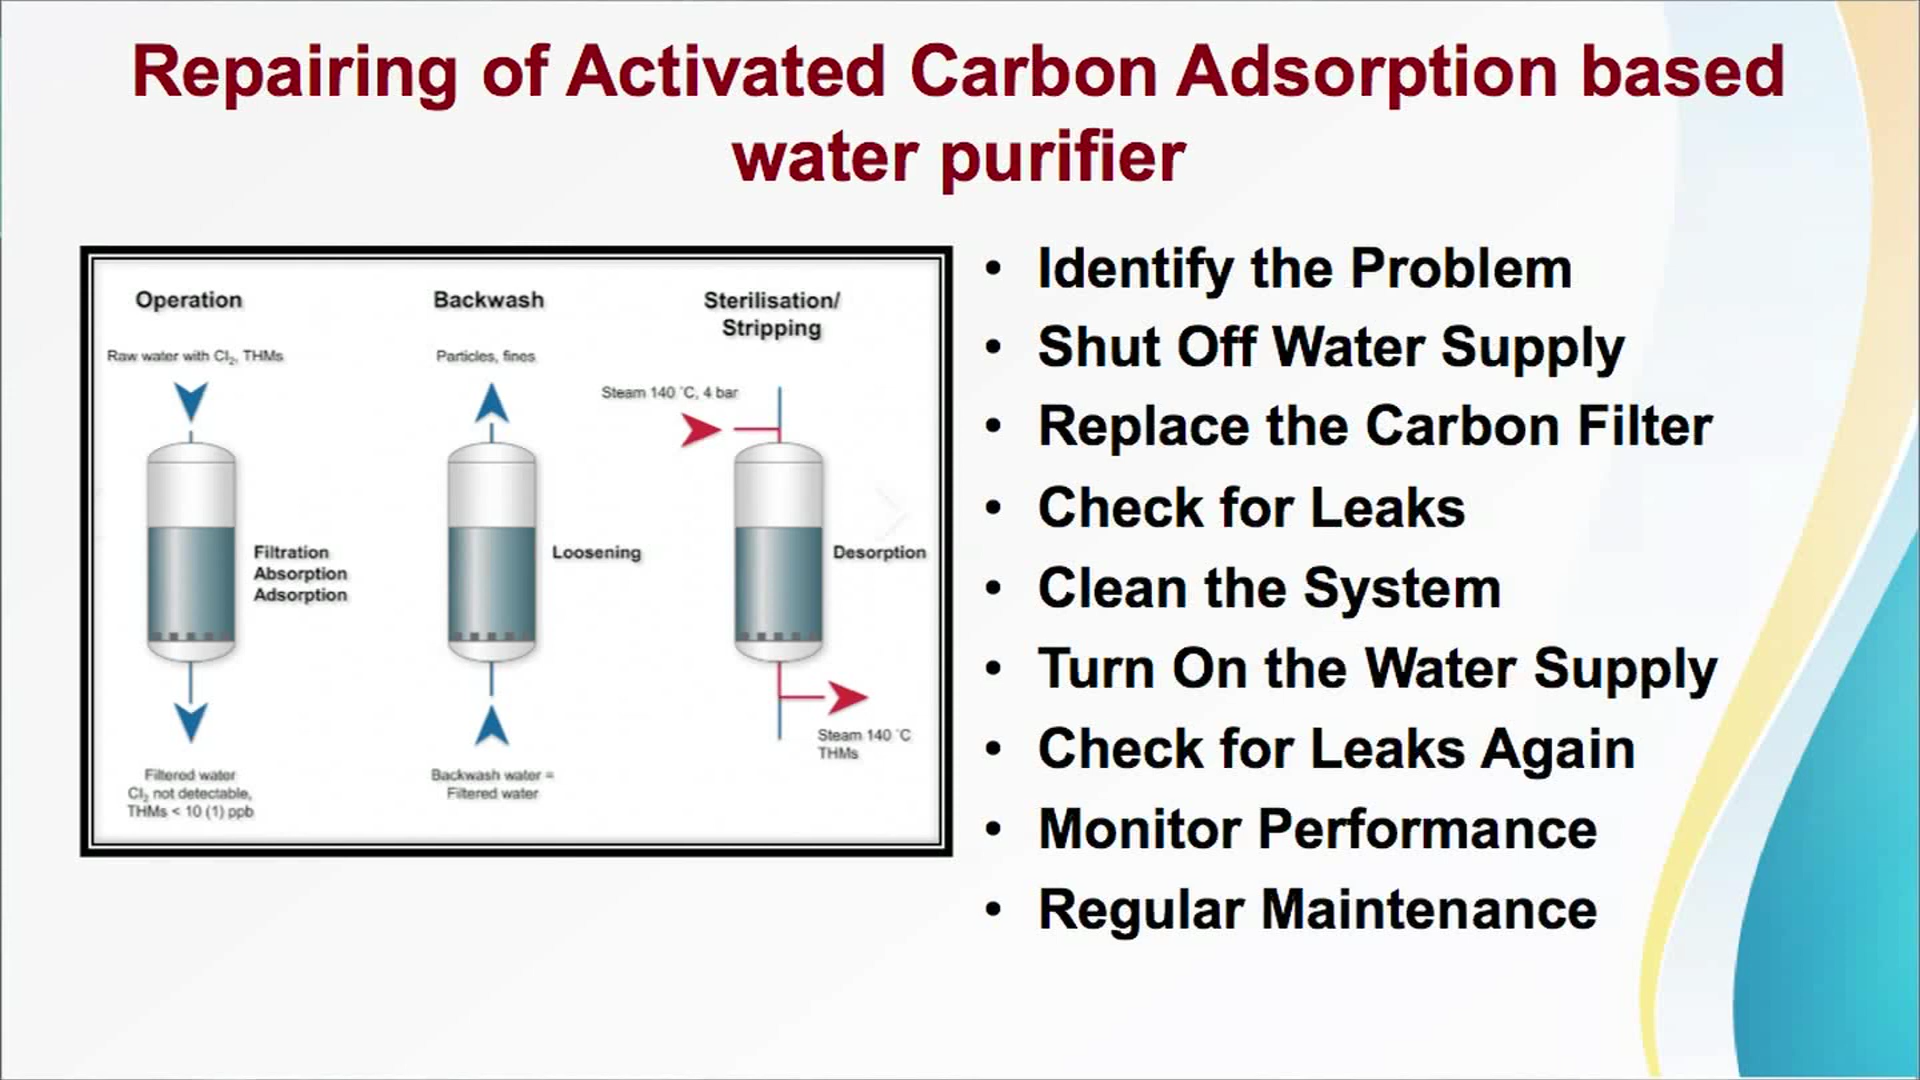 Repairing of Activated Carbon Adsorption based
water purifier
Operation
Raw water with Cl₂, THMs
Filtration
Absorption
Adsorption
Filtered water
Cl₂ not detectable,
THMs < 10 (1) ppb
Backwash
Particles, fines
Loosening
Backwash water =
Filtered water
Sterilisation/
Stripping
Steam 140 °C, 4 bar
Desorption
Steam 140 °C
THMs
• Identify the Problem
• Shut Off Water Supply
• Replace the Carbon Filter
• Check for Leaks
• Clean the System
• Turn On the Water Supply
• Check for Leaks Again
• Monitor Performance
• Regular Maintenance